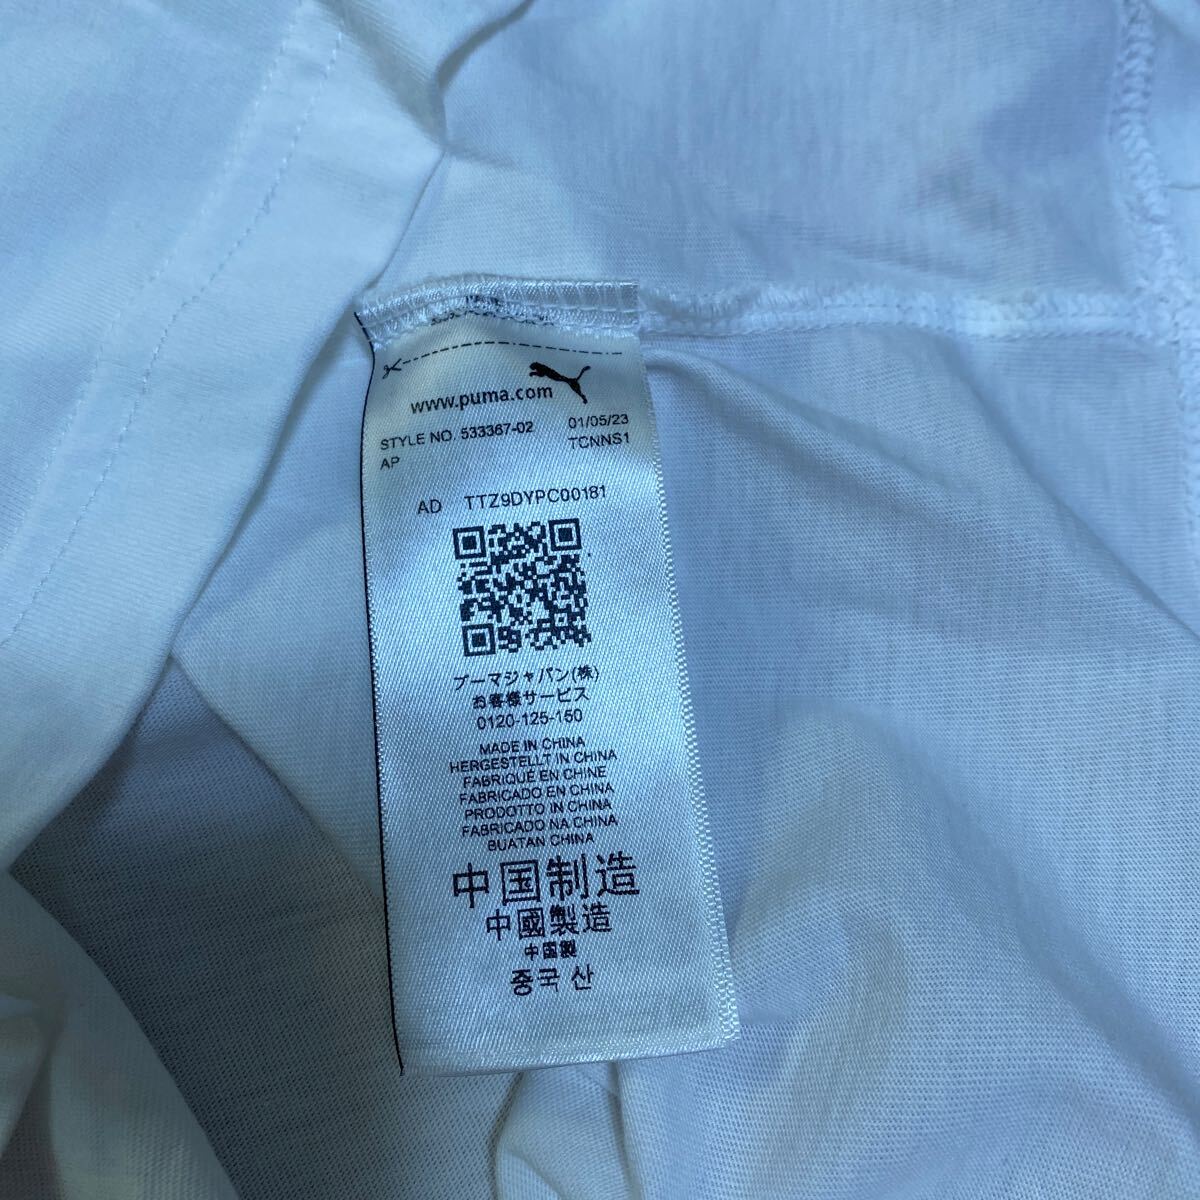 www.puma.com
STYLE NO. 533367-02 01/05/23
AP TCNNS1
AD TTZ9DYPC00181
プーマジャパン(株)
お客様サービス
0120-125-150
MADE IN CHINA
HERGESTELLT IN CHINA
FABRIQUÉ EN CHINE
FABRICADO EN CHINA
PRODOTTO IN CHINA
FABRICADO NA CHINA
BUATAN CHINA
中国制造
中國製造
中国製
중국 산